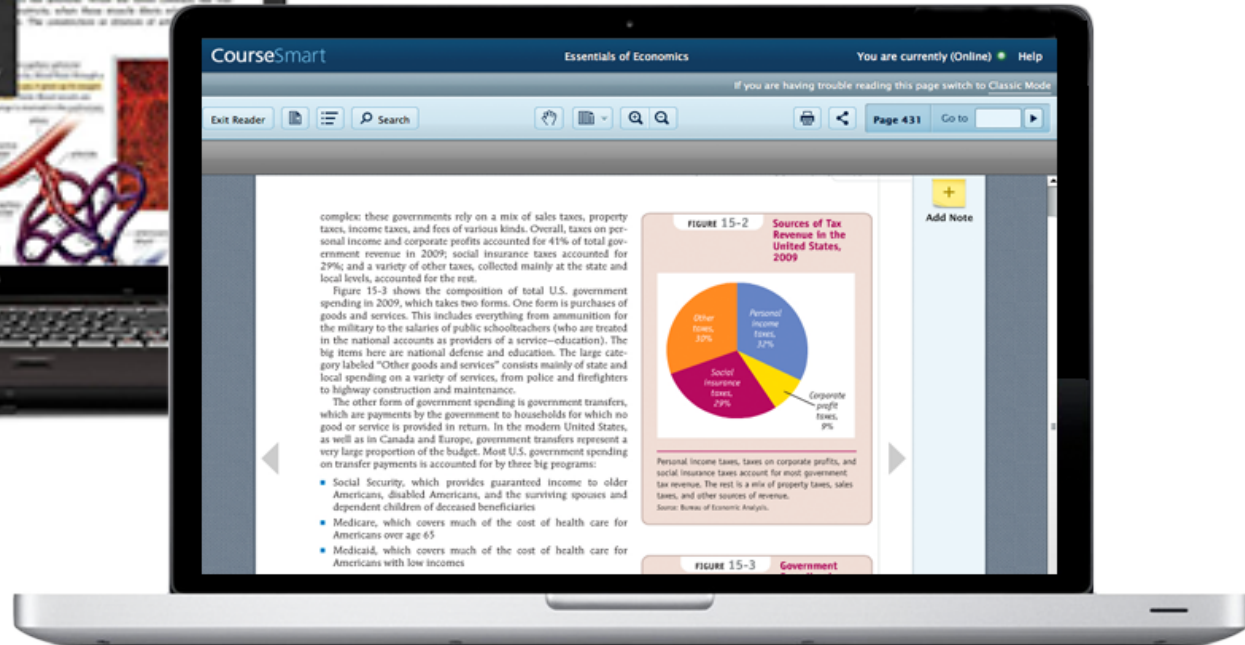 CourseSmart
Essentials of Economics
You are currently (Online)
Help
If you are having trouble reading this page switch to Classic Mode
Exit Reader
Search
Page 431
Go to
complex: these governments rely on a mix of sales taxes, property
taxes, income taxes, and fees of various kinds. Overall, taxes on per-
sonal income and corporate profits accounted for 41% of total gov-
ernment revenue in 2009; social insurance taxes accounted for
29%; and a variety of other taxes, collected mainly at the state and
local levels, accounted for the rest.
Figure 15-3 shows the composition of total U.S. government
spending in 2009, which takes two forms. One form is purchases of
goods and services. This includes everything from ammunition for
the military to the salaries of public schoolteachers (who are treated
in the national accounts as providers of a service—education). The
big items here are national defense and education. The large cate-
gory labeled "Other goods and services" consists mainly of state and
local spending on a variety of services, from police and firefighters
to highway construction and maintenance.
The other form of government spending is government transfers,
which are payments by the government to households for which no
good or service is provided in return. In the modern United States,
as well as in Canada and Europe, government transfers represent a
very large proportion of the budget. Most U.S. government spending
on transfer payments is accounted for by three big programs:
▪ Social Security, which provides guaranteed income to older
Americans, disabled Americans, and the surviving spouses and
dependent children of deceased beneficiaries
▪ Medicare, which covers much of the cost of health care for
Americans over age 65
▪ Medicaid, which covers much of the cost of health care for
Americans with low incomes
FIGURE 15-2
Sources of Tax
Revenue in the
United States,
2009
Other
taxes,
30%
Personal
income
taxes,
32%
Social
insurance
taxes,
29%
Corporate
profit
taxes,
9%
Personal income taxes, taxes on corporate profits, and
social insurance taxes account for most government
tax revenue. The rest is a mix of property taxes, sales
taxes, and other sources of revenue.
Source: Bureau of Economic Analysis.
FIGURE 15-3
Government
Add Note